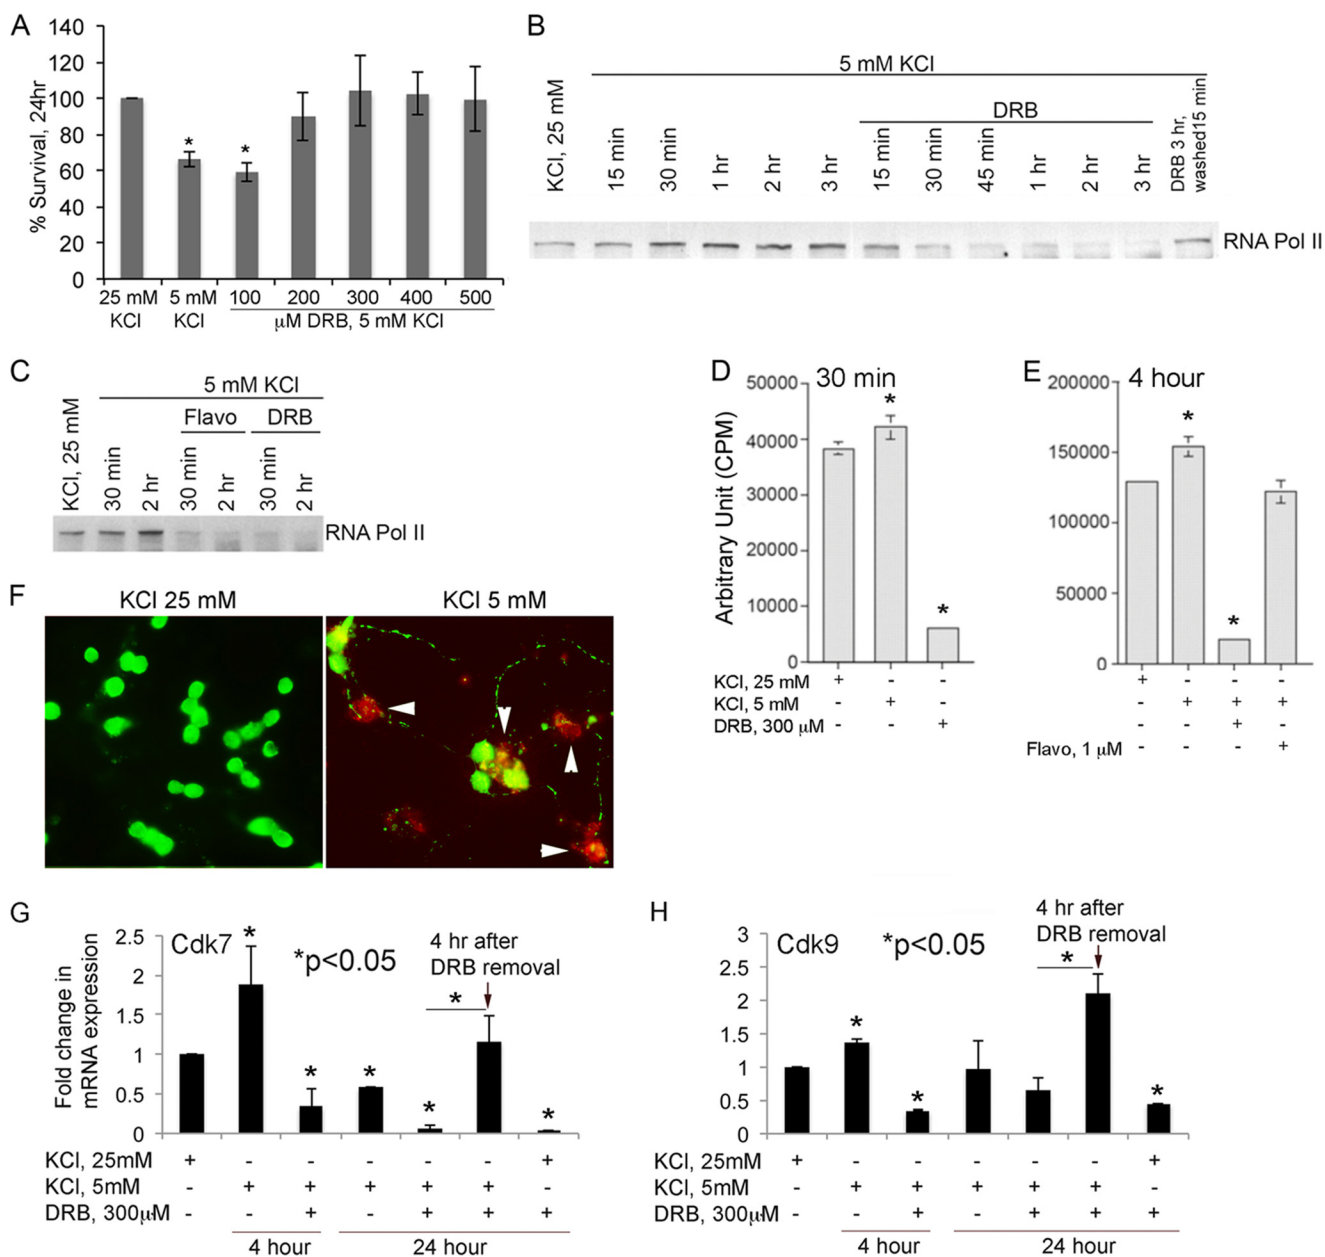 A
% Survival, 24hr
140
120
100
80
60
40
20
0
*
*
25 mM KCl
5 mM KCl
100
200
300
400
500
μM DRB, 5 mM KCl
B
5 mM KCl
DRB
KCl, 25 mM
15 min
30 min
1 hr
2 hr
3 hr
15 min
30 min
45 min
1 hr
2 hr
3 hr
DRB 3 hr,
washed15 min
RNA Pol II
C
5 mM KCl
Flavo
DRB
KCl, 25 mM
30 min
2 hr
30 min
2 hr
30 min
2 hr
RNA Pol II
D
30 min
Arbitrary Unit (CPM)
50000
40000
30000
20000
10000
0
*
*
KCl, 25 mM + - -
KCl, 5 mM - + +
DRB, 300 μM - - +
E
4 hour
200000
150000
100000
50000
0
*
*
+ - - -
- + + +
- - + -
Flavo, 1 μM - - - +
F
KCl 25 mM
KCl 5 mM
G
Fold change in
mRNA expression
2.5
2
1.5
1
0.5
0
Cdk7
*p<0.05
4 hr after
DRB removal
*
*
*
*
*
*
KCl, 25mM + - - - - - +
KCl, 5mM - + + + + + -
DRB, 300μM - - + - + + +
4 hour
24 hour
H
3
2.5
2
1.5
1
0.5
0
Cdk9
*p<0.05
4 hr after
DRB removal
*
*
*
*
KCl, 25mM + - - - - - +
KCl, 5mM - + + + + + -
DRB, 300μM - - + - + + +
4 hour
24 hour